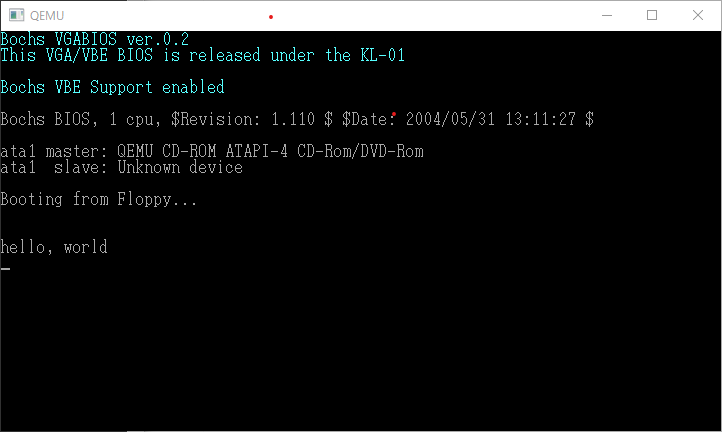 QEMU
Bochs VGABIOS ver.0.2
This VGA/VBE BIOS is released under the KL-01
Bochs VBE Support enabled
Bochs BIOS, 1 cpu, $Revision: 1.110 $ $Date: 2004/05/31 13:11:27 $
ata1 master: QEMU CD-ROM ATAPI-4 CD-Rom/DVD-Rom
ata1  slave: Unknown device
Booting from Floppy...
hello, world